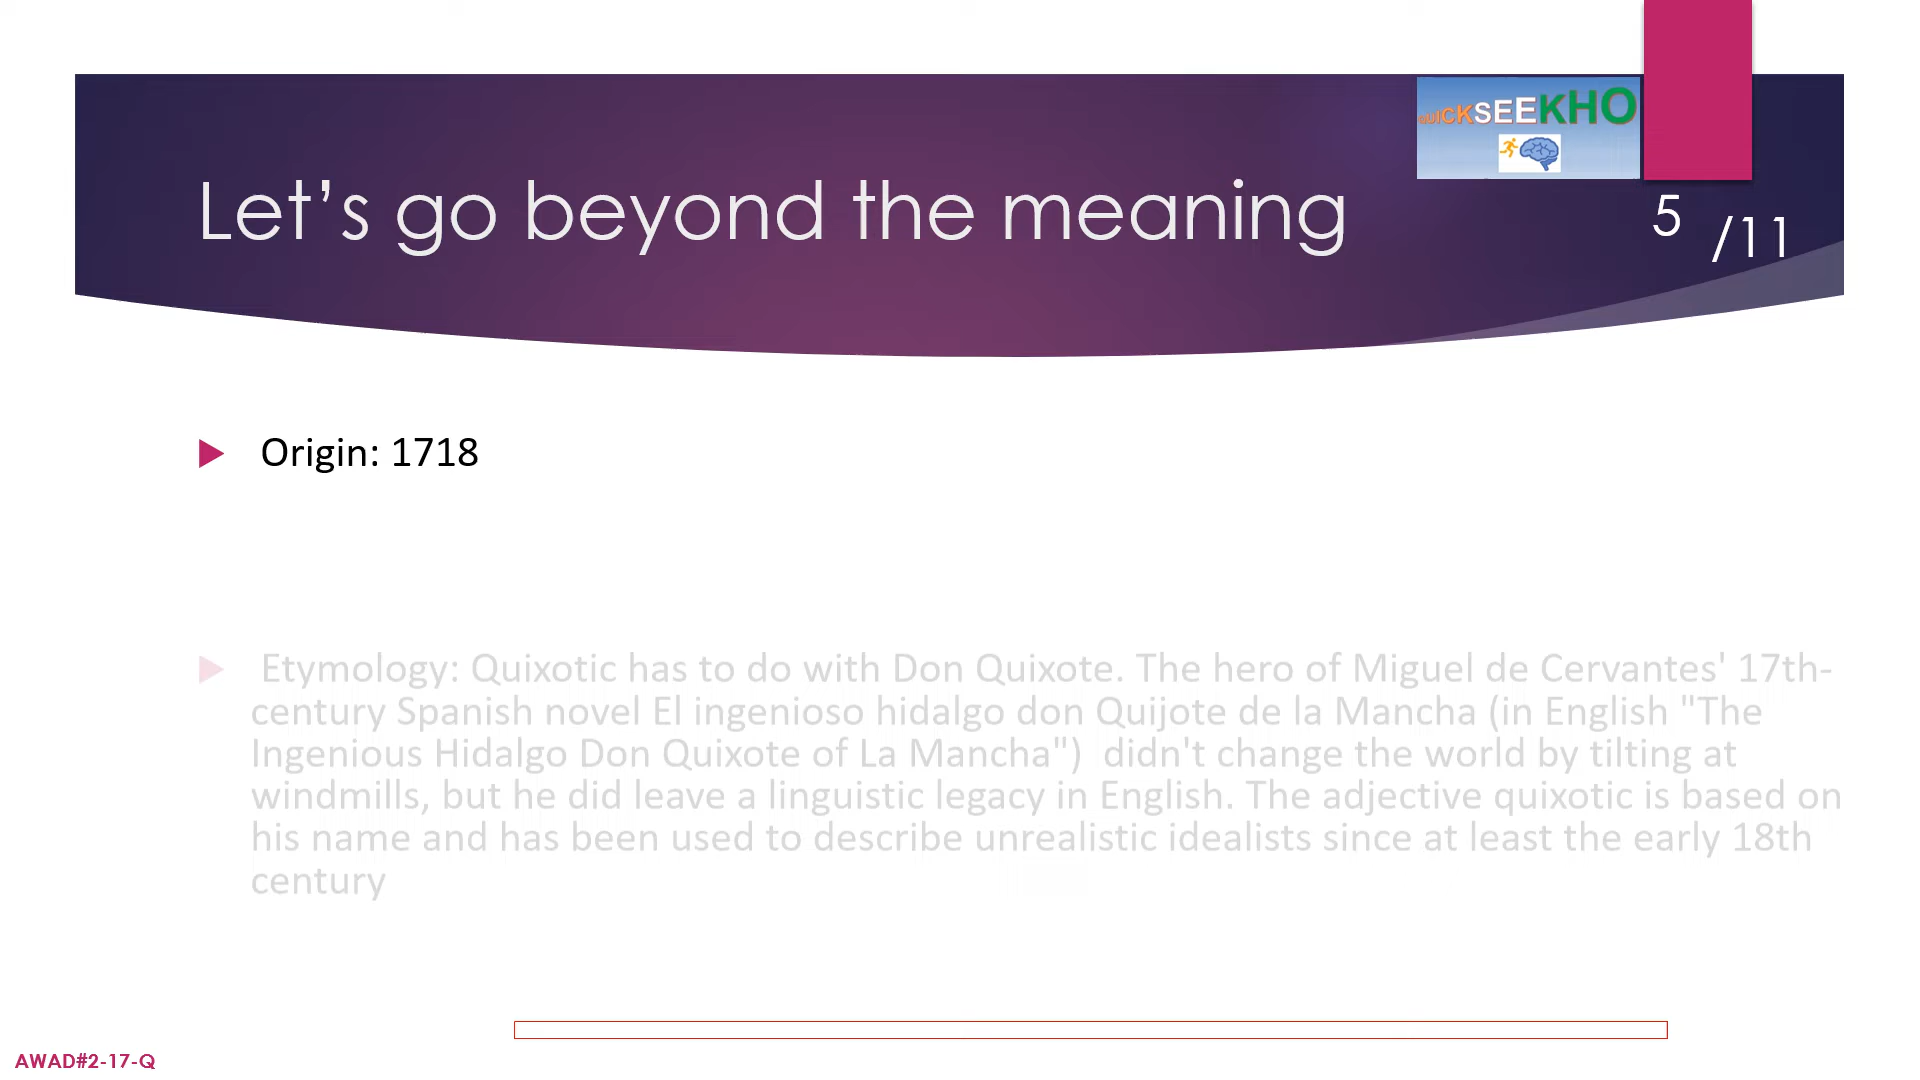 QUICKSEEKHO
Let’s go beyond the meaning
5 /11
Origin: 1718
Etymology: Quixotic has to do with Don Quixote. The hero of Miguel de Cervantes' 17th-
century Spanish novel El ingenioso hidalgo don Quijote de la Mancha (in English "The
Ingenious Hidalgo Don Quixote of La Mancha")  didn't change the world by tilting at
windmills, but he did leave a linguistic legacy in English. The adjective quixotic is based on
his name and has been used to describe unrealistic idealists since at least the early 18th
century
AWAD#2-17-Q